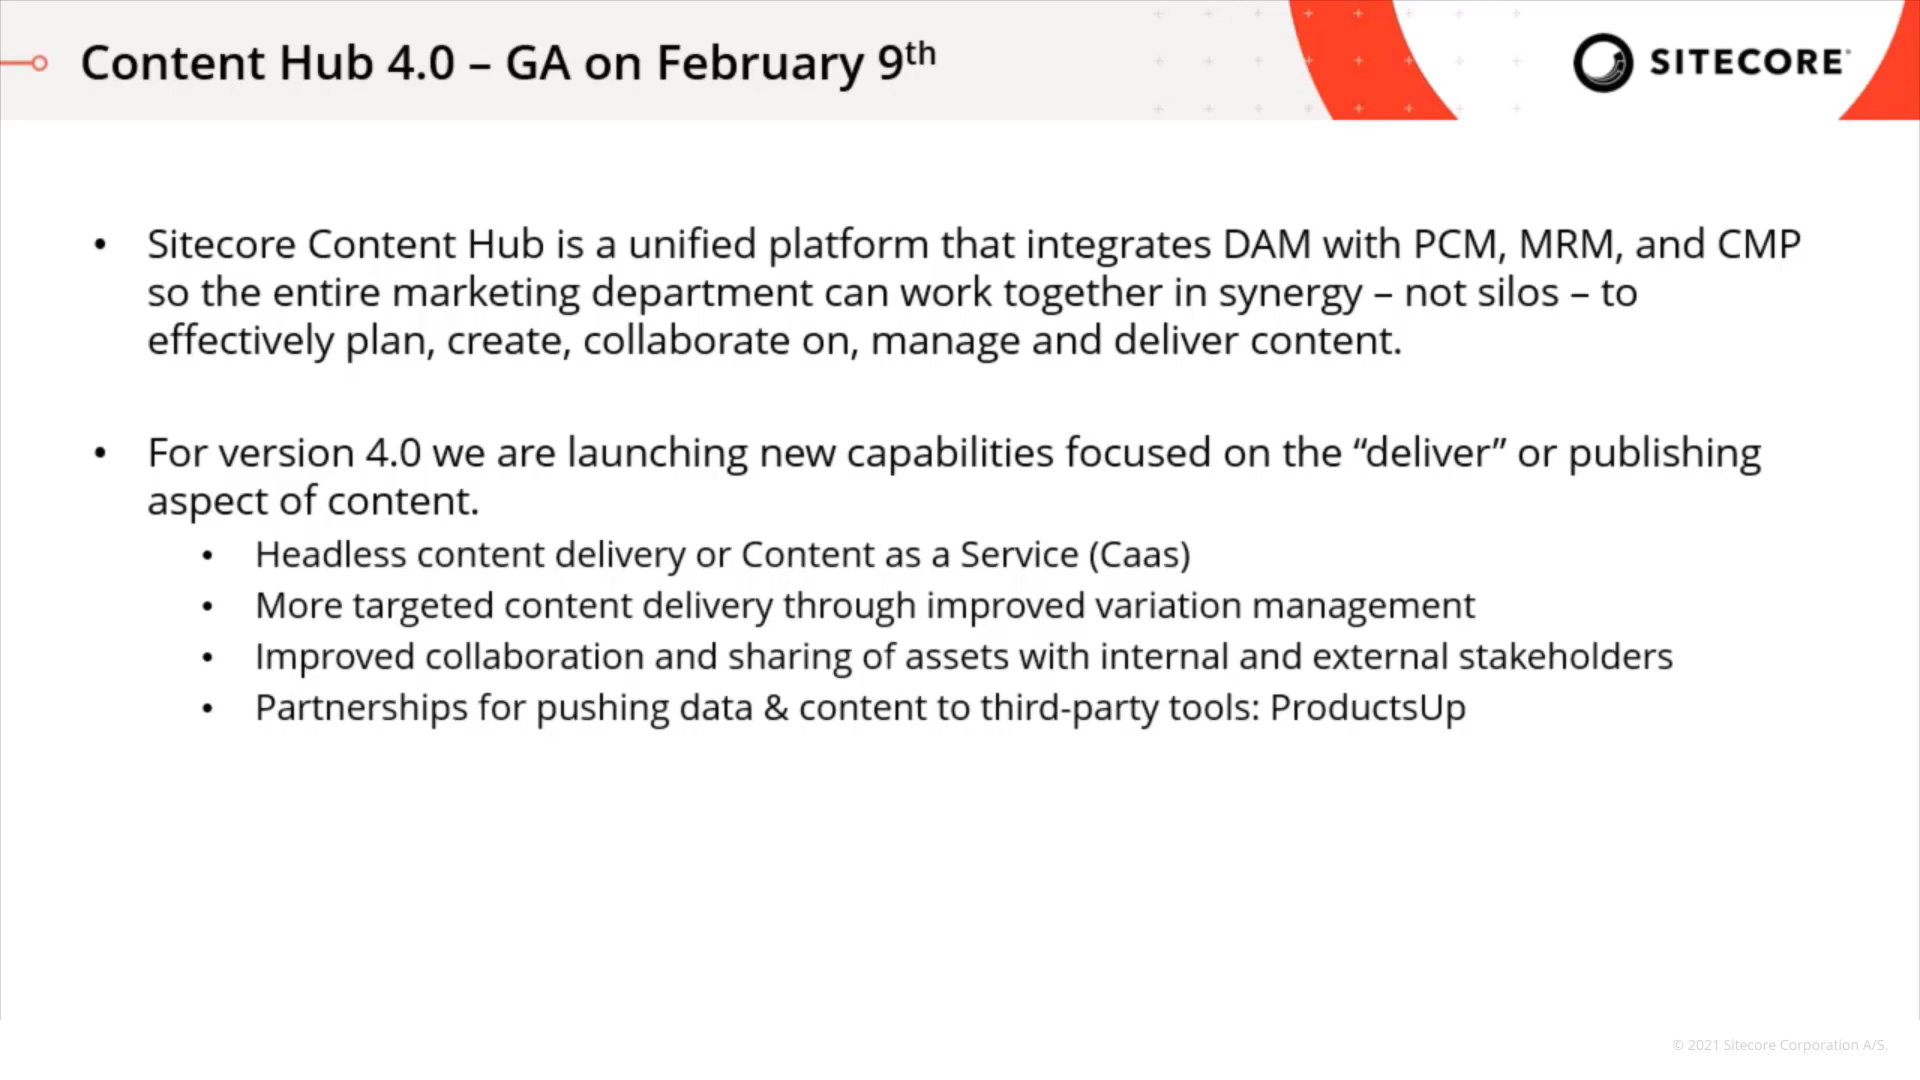 Content Hub 4.0 – GA on February 9th
SITECORE
• Sitecore Content Hub is a unified platform that integrates DAM with PCM, MRM, and CMP
so the entire marketing department can work together in synergy – not silos – to
effectively plan, create, collaborate on, manage and deliver content.
• For version 4.0 we are launching new capabilities focused on the “deliver” or publishing
aspect of content.
• Headless content delivery or Content as a Service (Caas)
• More targeted content delivery through improved variation management
• Improved collaboration and sharing of assets with internal and external stakeholders
• Partnerships for pushing data & content to third-party tools: ProductsUp
© 2021 Sitecore Corporation A/S.